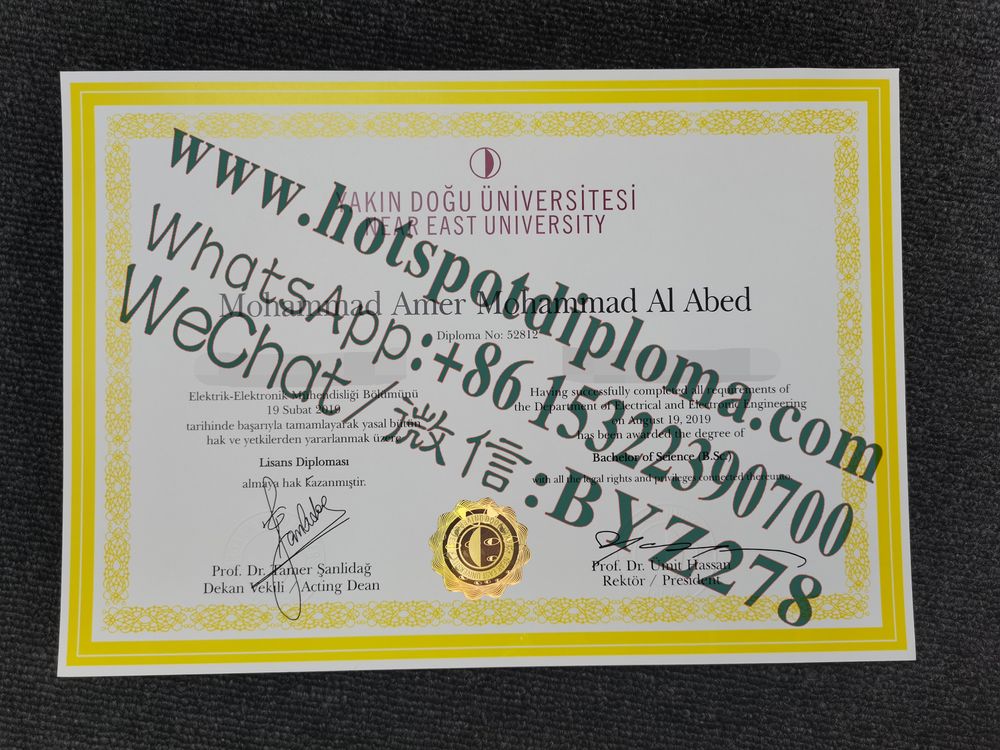 YAKIN DOĞU ÜNİVERSİTESİ
NEAR EAST UNIVERSITY
Mohammad Amer Mohammad Al Abed
Diploma No: 52812
Elektrik-Elektronik Mühendisliği Bölümünü
19 Subat 2019
tarihinde başarıyla tamamlayarak yasal bütün
hak ve yetkilerden yararlanmak üzere
Lisans Diploması
almaya hak Kazanmıştir.
Having successfully completed all requirements of
the Department of Electrical and Electronic Engineering
on August 19, 2019
has been awarded the degree of
Bachelor of Science (B.Sc.)
with all the legal rights and privileges connected thereunto.
Prof. Dr. Tamer Şanlıdağ
Dekan Vekili / Acting Dean
Prof. Dr. Ümit Hassan
Rektör / President
www.hotspotdiploma.com
WhatsApp:+86 15322390700
WeChat/微信:BYZ278